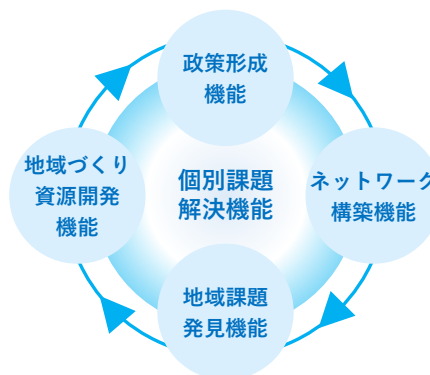 政策形成
機能
地域づくり
資源開発
機能
個別課題
解決機能
ネットワーク
構築機能
地域課題
発見機能